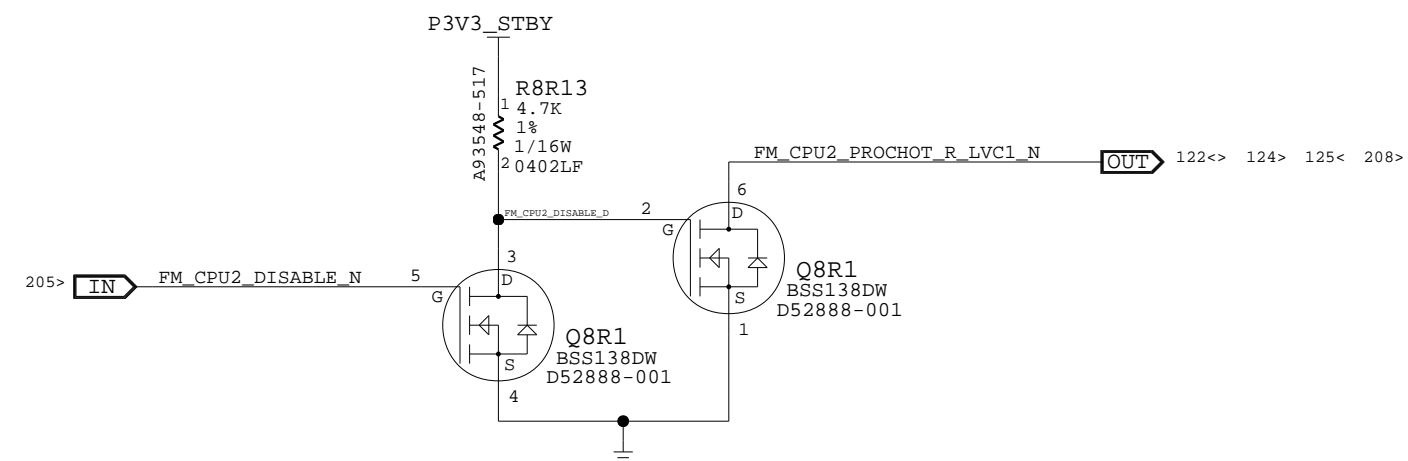 P3V3_STBY
A93548-517
R8R13
1
4.7K
1%
1/16W
2
0402LF
FM_CPU2_PROCHOT_R_LVC1_N
OUT
122<> 124> 125< 208>
6
D
FM_CPU2_DISABLE_D
2
G
S
1
Q8R1
BSS138DW
D52888-001
205>
IN
FM_CPU2_DISABLE_N
5
G
3
D
S
4
Q8R1
BSS138DW
D52888-001